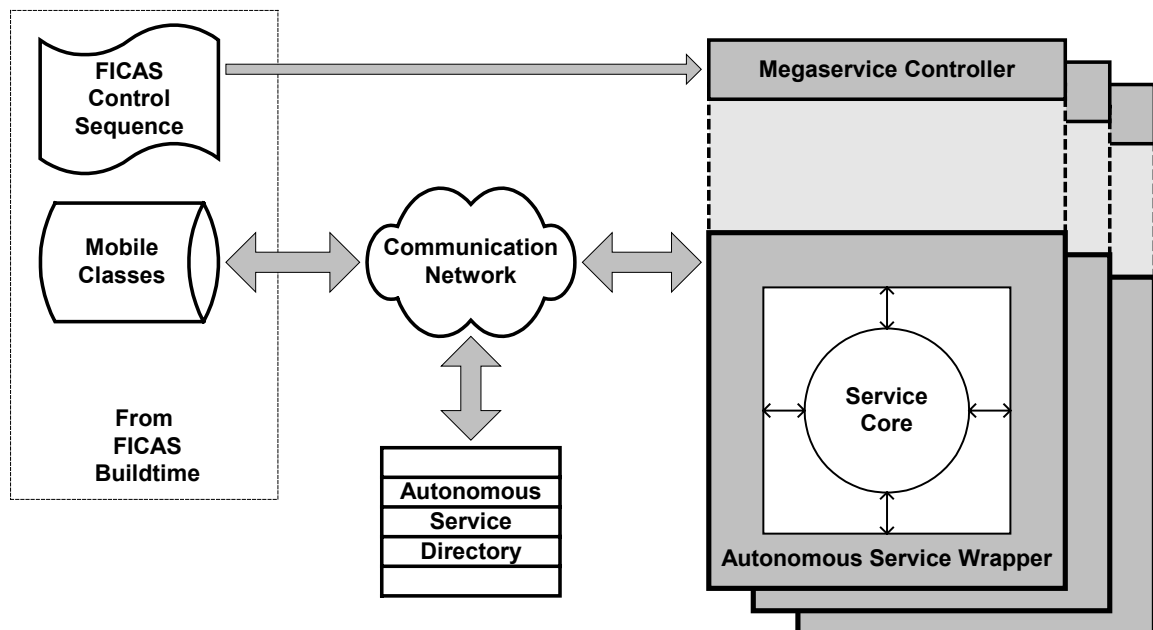 FICAS
Control
Sequence
Megaservice Controller
Mobile
Classes
Communication
Network
From
FICAS
Buildtime
Autonomous
Service
Directory
Service
Core
Autonomous Service Wrapper